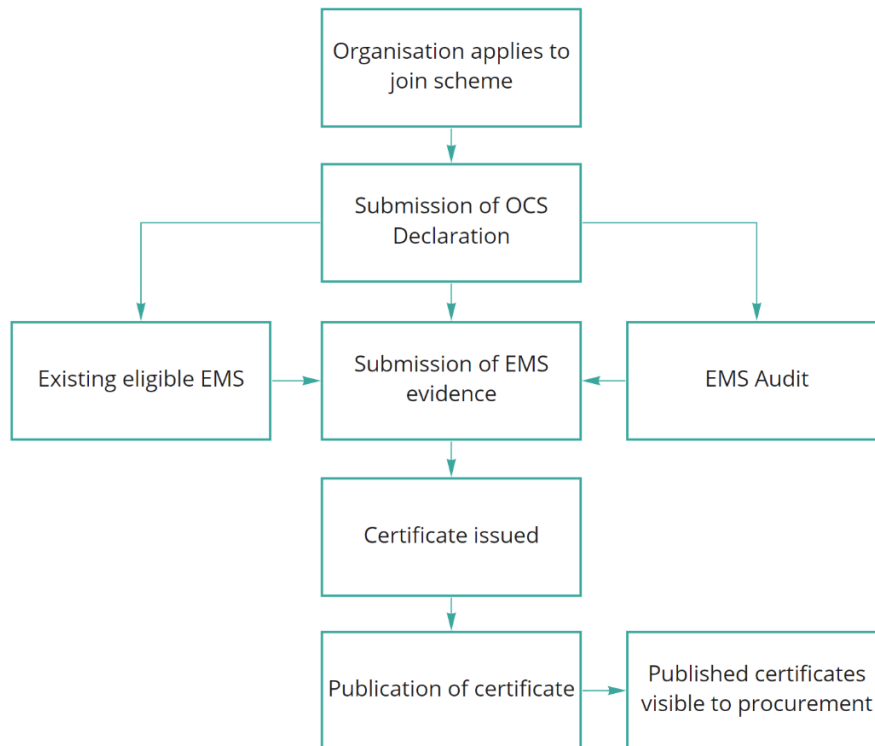 Organisation applies to
join scheme
Submission of OCS
Declaration
Existing eligible EMS
Submission of EMS
evidence
EMS Audit
Certificate issued
Publication of certificate
Published certificates
visible to procurement